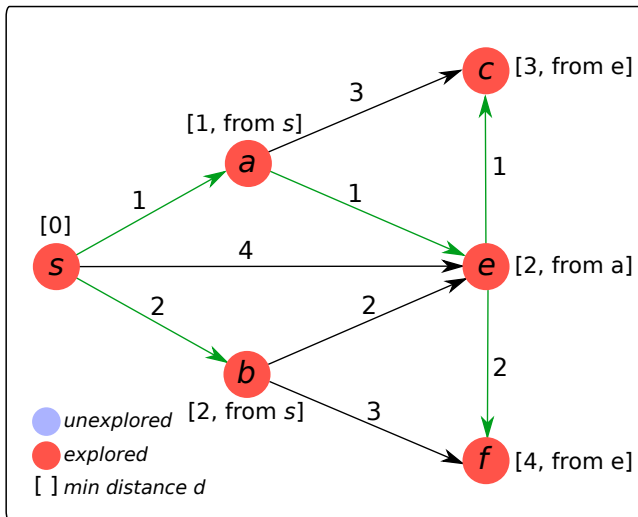 c
[3, from e]
3
[1, from s]
a
1
1
1
[0]
s
4
e
[2, from a]
2
2
2
b
[2, from s]
3
f
[4, from e]
unexplored
explored
[ ] min distance d